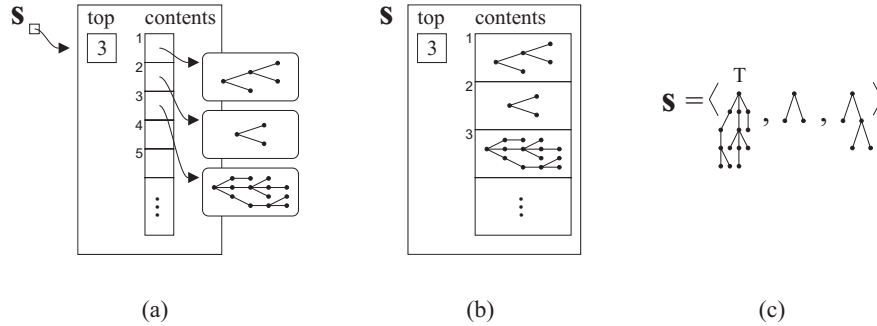 s
top contents
3
1
2
3
4
5
s
top contents
3
1
2
3
T
s = ⟨ , , ⟩
(a) (b) (c)